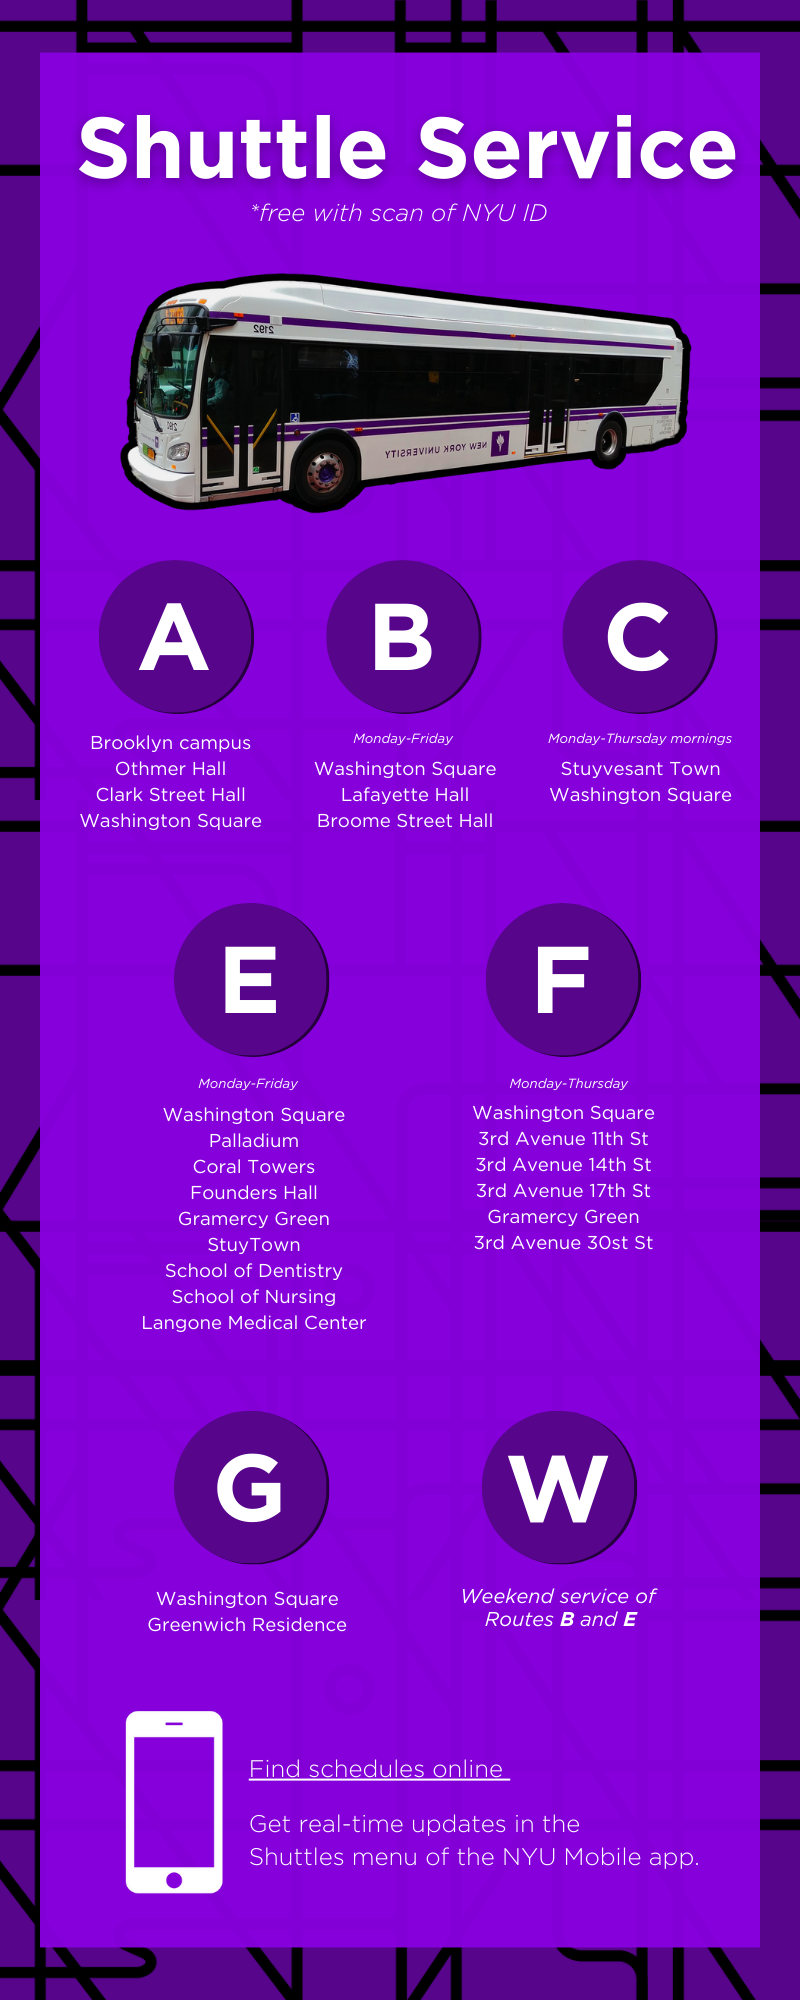 Shuttle Service
*free with scan of NYU ID
2192
NEW YORK UNIVERSITY
A
Brooklyn campus
Othmer Hall
Clark Street Hall
Washington Square
B
Monday-Friday
Washington Square
Lafayette Hall
Broome Street Hall
C
Monday-Thursday mornings
Stuyvesant Town
Washington Square
E
Monday-Friday
Washington Square
Palladium
Coral Towers
Founders Hall
Gramercy Green
StuyTown
School of Dentistry
School of Nursing
Langone Medical Center
F
Monday-Thursday
Washington Square
3rd Avenue 11th St
3rd Avenue 14th St
3rd Avenue 17th St
Gramercy Green
3rd Avenue 30st St
G
Washington Square
Greenwich Residence
W
Weekend service of
Routes B and E
Find schedules online
Get real-time updates in the
Shuttles menu of the NYU Mobile app.